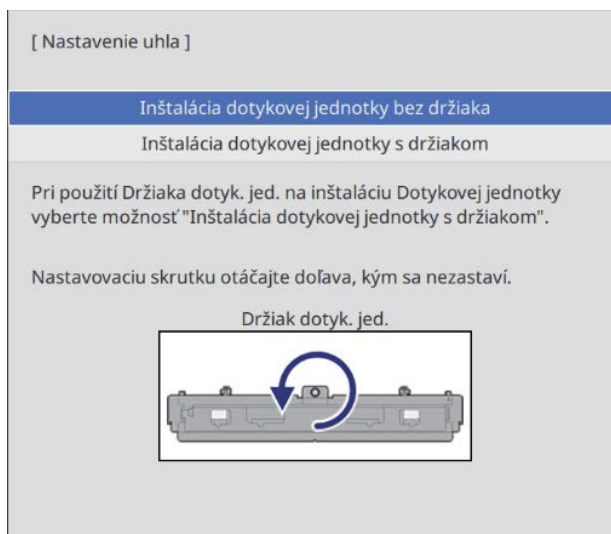 [ Nastavenie uhla ]
Inštalácia dotykovej jednotky bez držiaka
Inštalácia dotykovej jednotky s držiakom
Pri použití Držiaka dotyk. jed. na inštaláciu Dotykovej jednotky
vyberte možnosť "Inštalácia dotykovej jednotky s držiakom".
Nastavovaciu skrutku otáčajte doľava, kým sa nezastaví.
Držiak dotyk. jed.